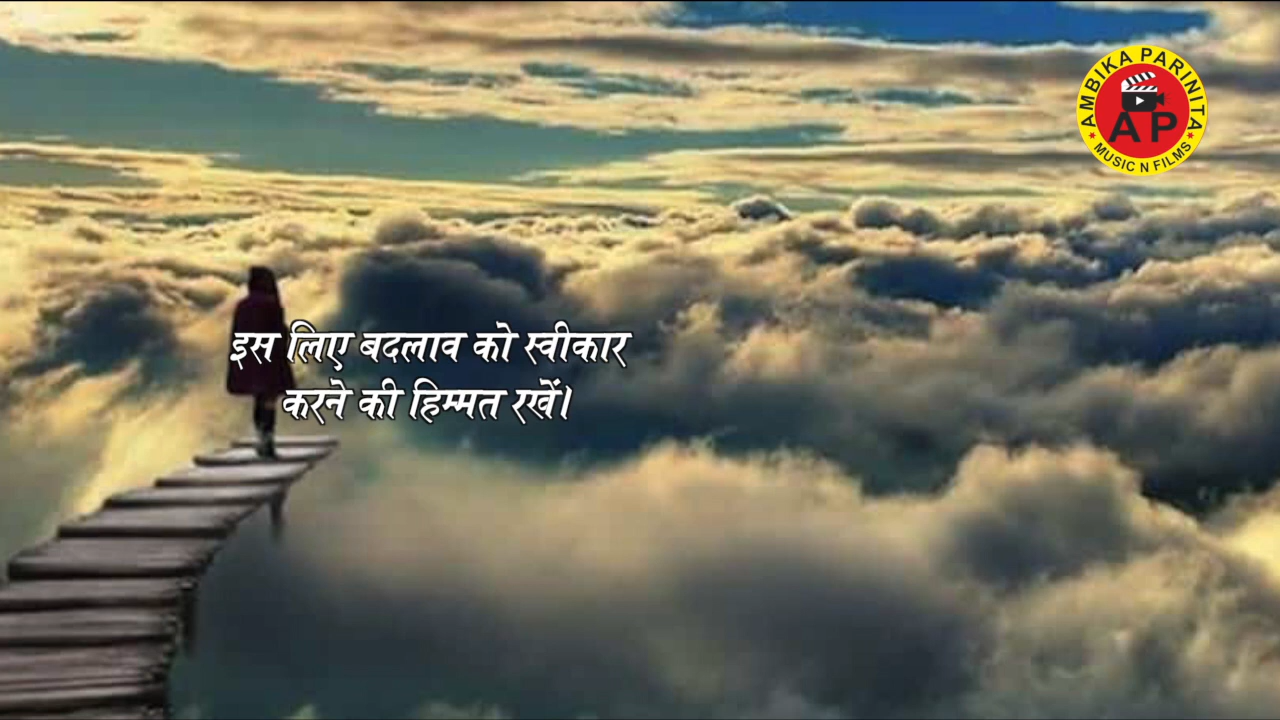 AMBIKA PARINITA
AP
* MUSIC N FILMS *
इस लिए बदलाव को स्वीकार
करने की हिम्मत रखें।